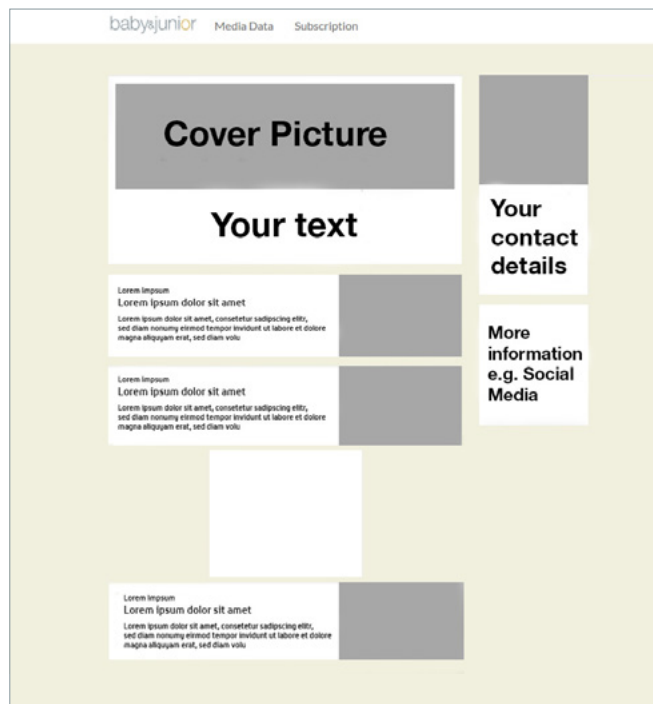 baby&junior Media Data Subscription
Cover Picture
Your text
Your
contact
details
Lorem Impsum
Lorem ipsum dolor sit amet
Lorem ipsum dolor sit amet, consetetur sadipscing elitr,
sed diam nonumy eirmod tempor invidunt ut labore et dolore
magna aliquyam erat, sed diam volu
More
information
e.g. Social
Media
Lorem Impsum
Lorem ipsum dolor sit amet
Lorem ipsum dolor sit amet, consetetur sadipscing elitr,
sed diam nonumy eirmod tempor invidunt ut labore et dolore
magna aliquyam erat, sed diam volu
Lorem Impsum
Lorem ipsum dolor sit amet
Lorem ipsum dolor sit amet, consetetur sadipscing elitr,
sed diam nonumy eirmod tempor invidunt ut labore et dolore
magna aliquyam erat, sed diam volu